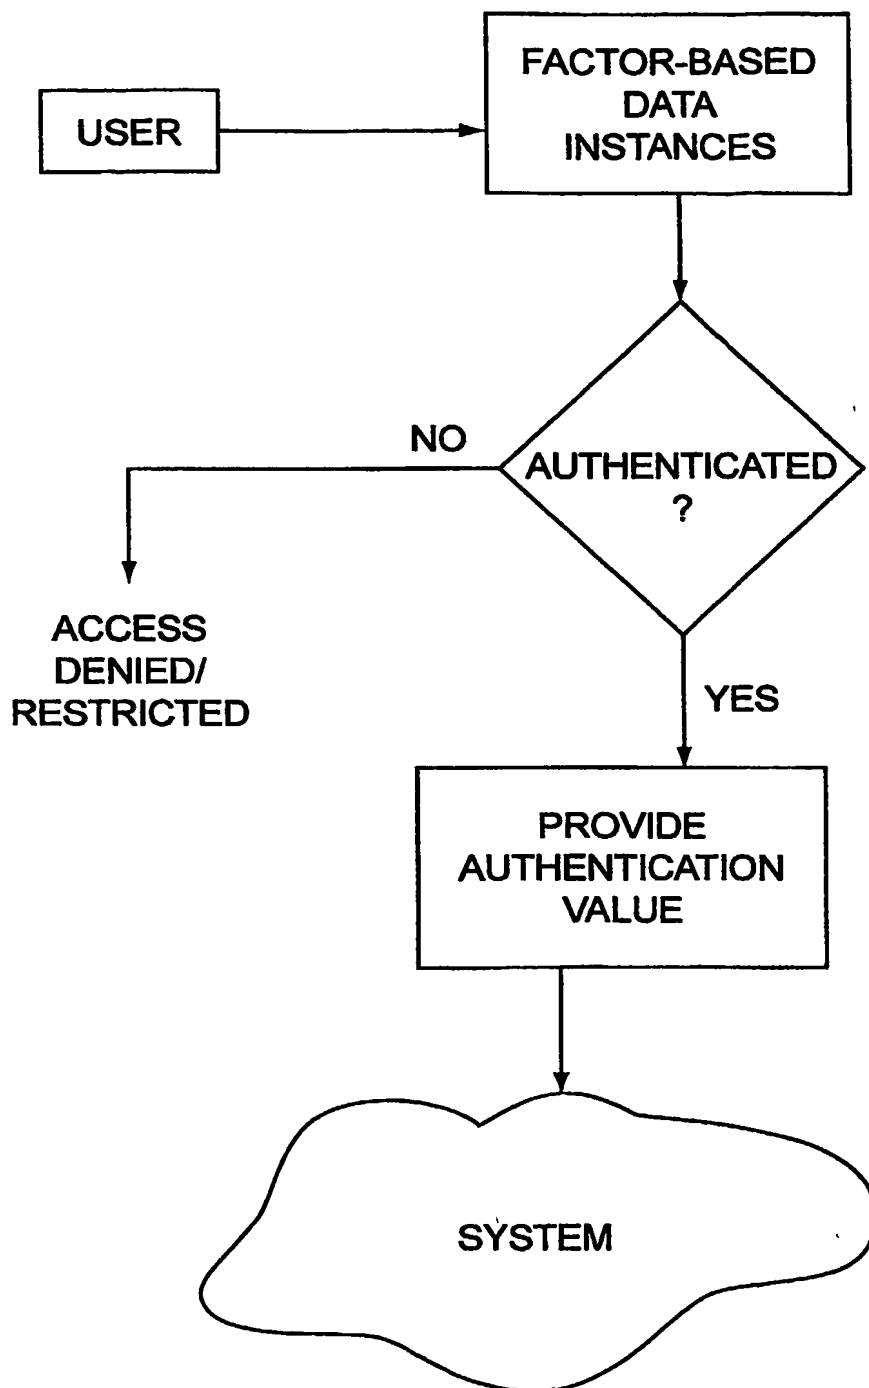 FACTOR-BASED
DATA
INSTANCES
USER
NO
AUTHENTICATED
?
ACCESS
DENIED/
RESTRICTED
YES
PROVIDE
AUTHENTICATION
VALUE
SYSTEM